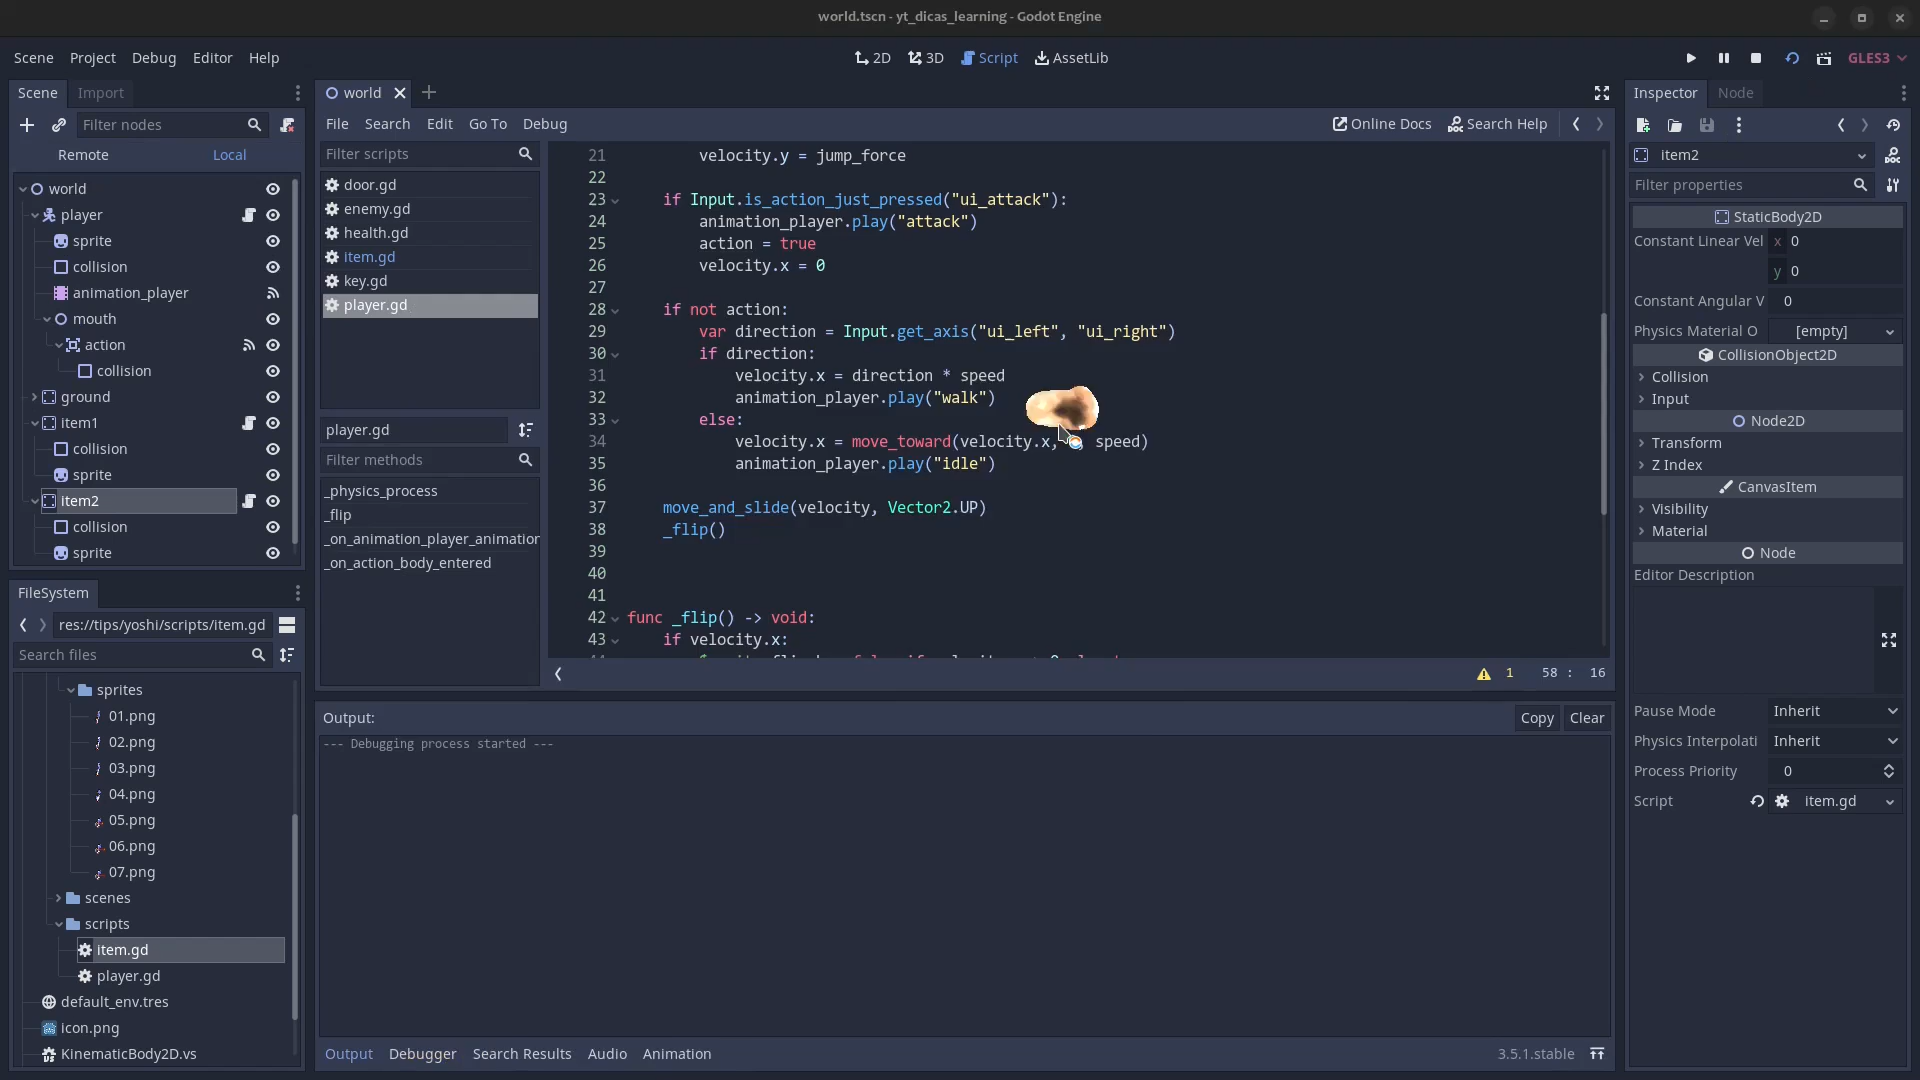 world.tscn - yt_dicas_learning - Godot Engine
Scene Project Debug Editor Help
2D 3D Script AssetLib
GLES3
Scene Import
Filter nodes
Remote Local
world
player
sprite
collision
animation_player
mouth
action
collision
ground
item1
collision
sprite
item2
collision
sprite
FileSystem
res://tips/yoshi/scripts/item.gd
Search files
sprites
01.png
02.png
03.png
04.png
05.png
06.png
07.png
scenes
scripts
item.gd
player.gd
default_env.tres
icon.png
KinematicBody2D.vs
world
File Search Edit Go To Debug
Online Docs Search Help
Filter scripts
door.gd
enemy.gd
health.gd
item.gd
key.gd
player.gd
player.gd
Filter methods
_physics_process
_flip
_on_animation_player_animation
_on_action_body_entered
21 velocity.y = jump_force
22
23 if Input.is_action_just_pressed("ui_attack"):
24 animation_player.play("attack")
25 action = true
26 velocity.x = 0
27
28 if not action:
29 var direction = Input.get_axis("ui_left", "ui_right")
30 if direction:
31 velocity.x = direction * speed
32 animation_player.play("walk")
33 else:
34 velocity.x = move_toward(velocity.x, speed)
35 animation_player.play("idle")
36
37 move_and_slide(velocity, Vector2.UP)
38 _flip()
39
40
41
42 func _flip() -> void:
43 if velocity.x:
1 58 : 16
Output:
Copy Clear
--- Debugging process started ---
Output Debugger Search Results Audio Animation
3.5.1.stable
Inspector Node
item2
Filter properties
StaticBody2D
Constant Linear Vel x 0
y 0
Constant Angular V 0
Physics Material O [empty]
CollisionObject2D
Collision
Input
Node2D
Transform
Z Index
CanvasItem
Visibility
Material
Node
Editor Description
Pause Mode Inherit
Physics Interpolati Inherit
Process Priority 0
Script item.gd